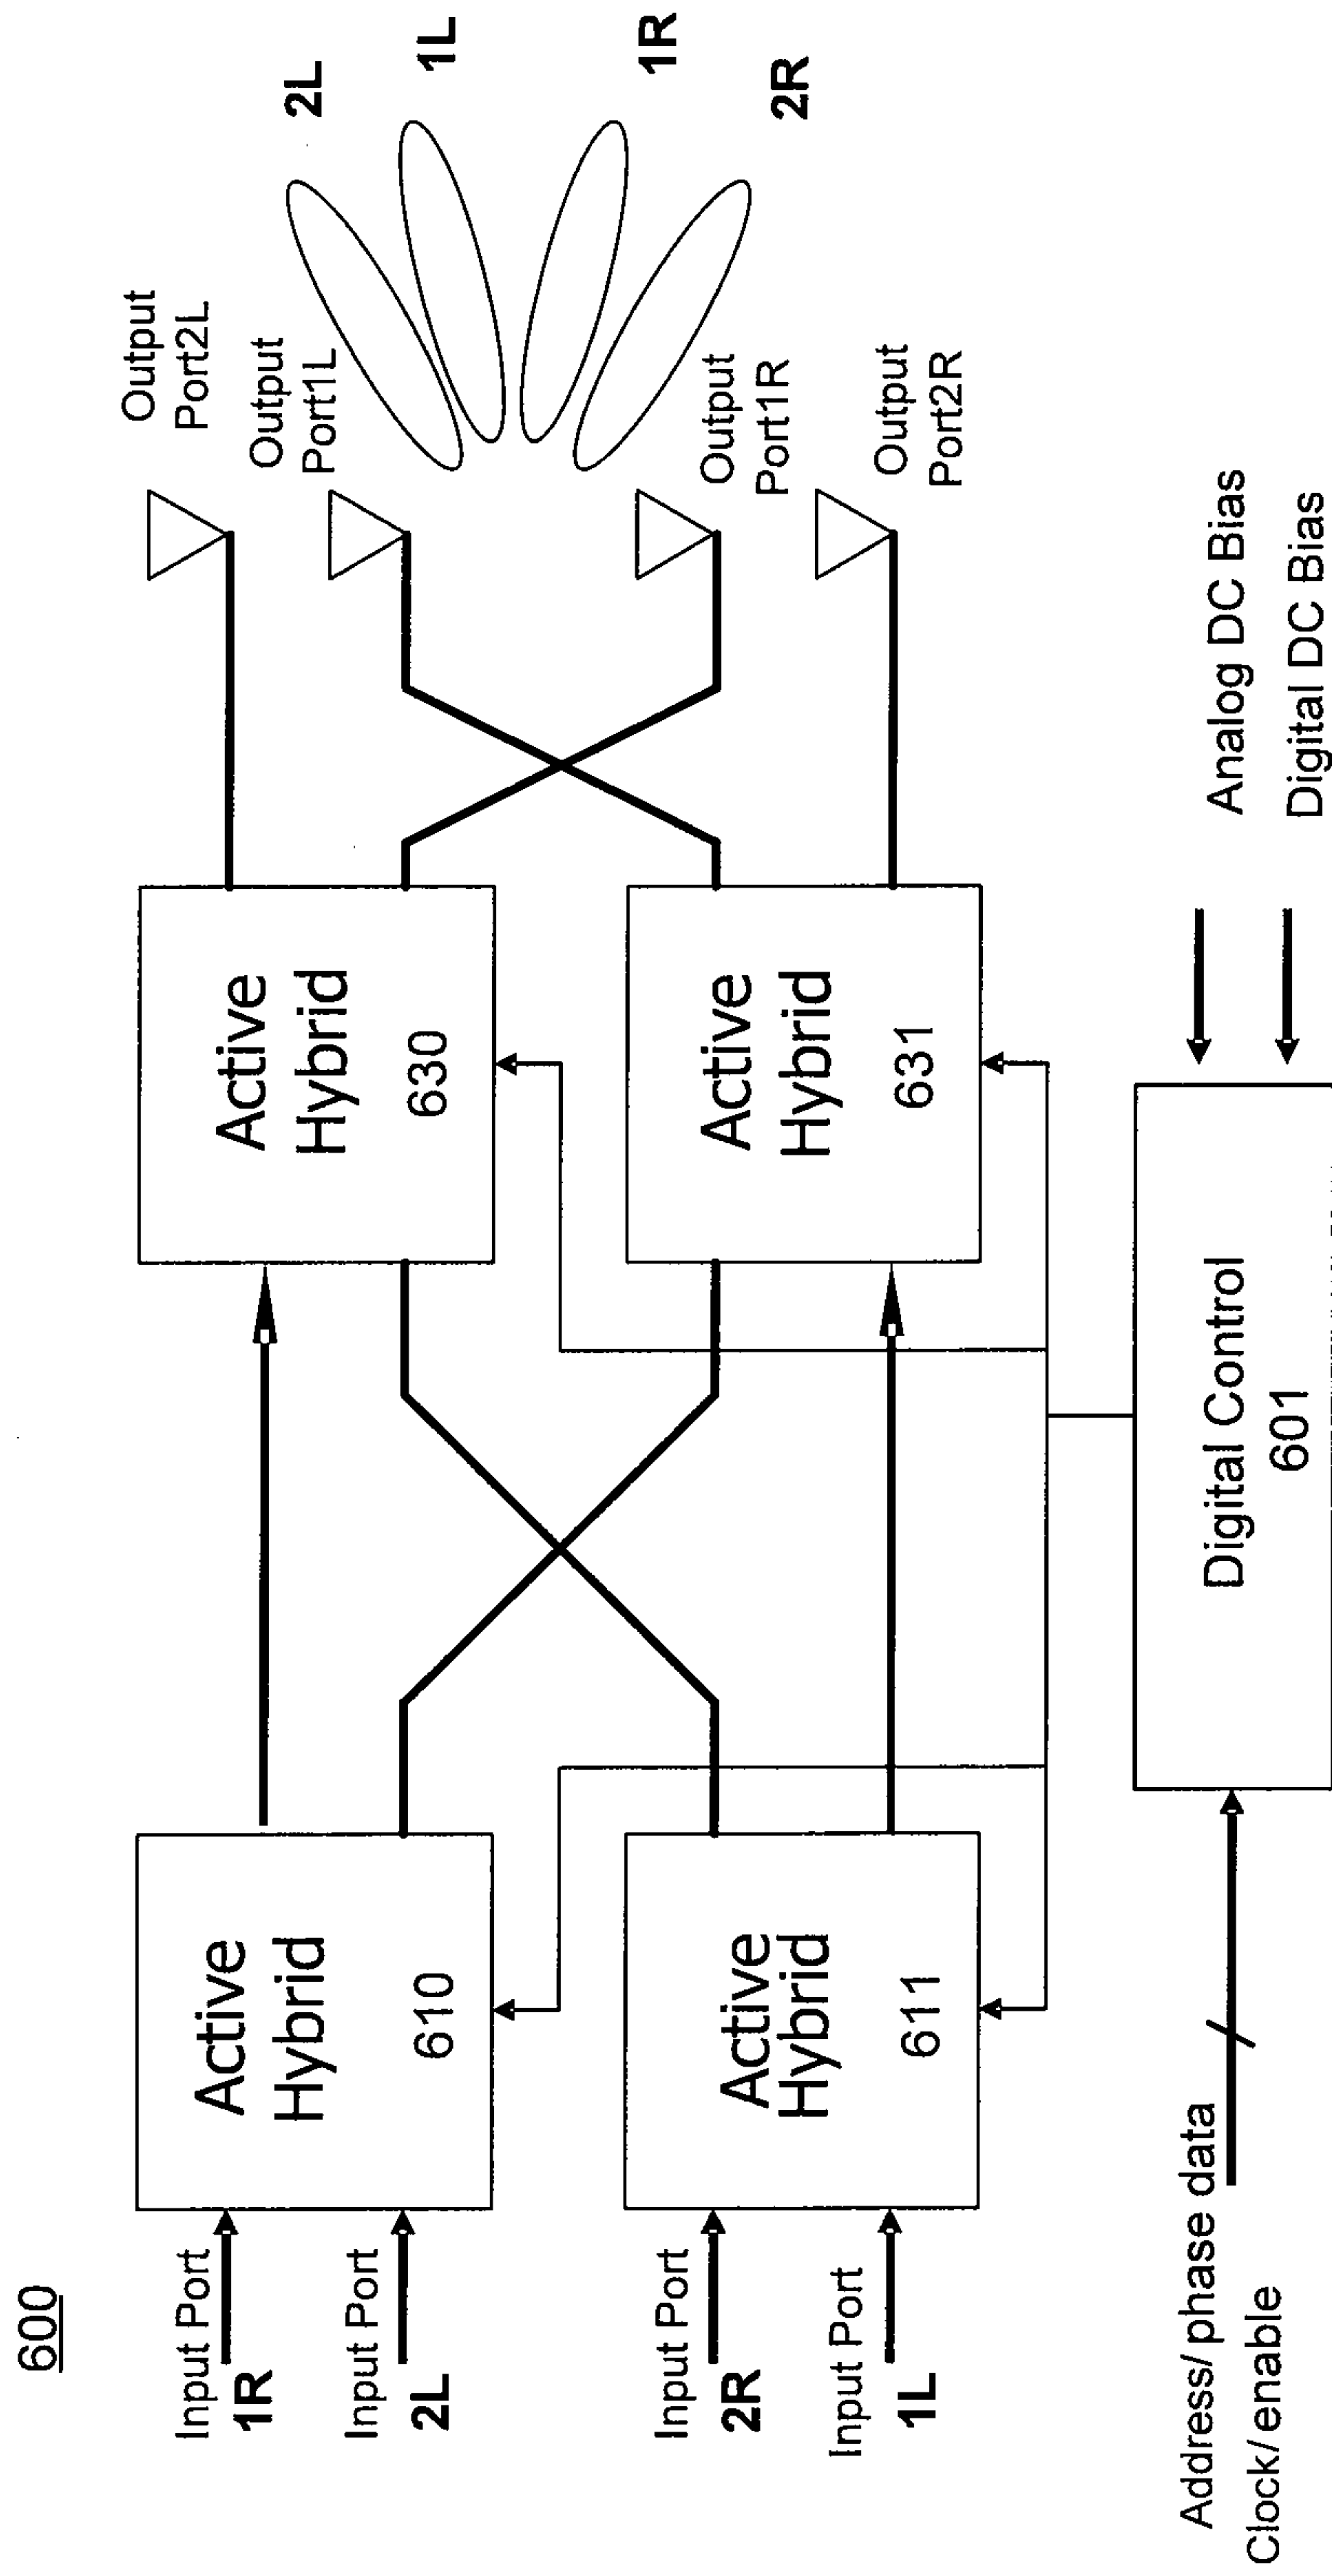 600
Input Port
1R
Input Port
2L
Input Port
2R
Input Port
1L
Active
Hybrid
610
Active
Hybrid
611
Active
Hybrid
630
Active
Hybrid
631
Output
Port2L
Output
Port1L
Output
Port1R
Output
Port2R
2L
1L
1R
2R
Address/ phase data
Clock/enable
Digital Control
601
Analog DC Bias
Digital DC Bias